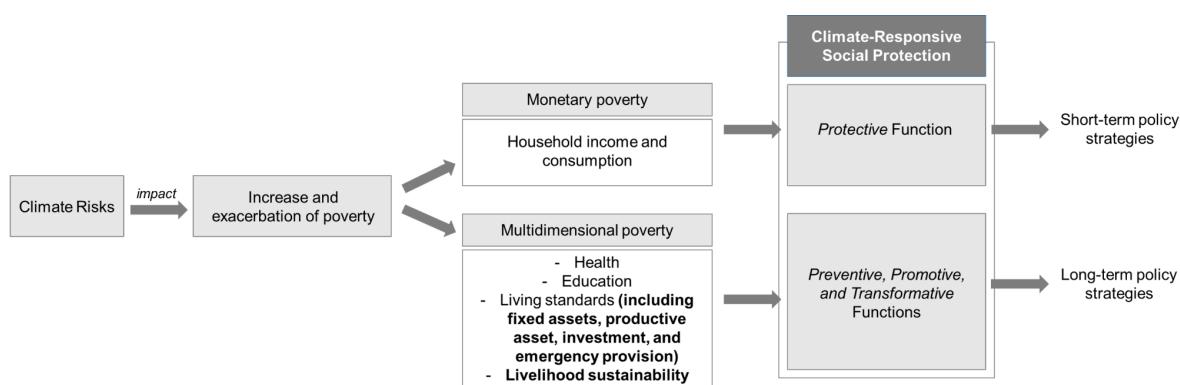 Climate Risks
impact
Increase and
exacerbation of poverty
Monetary poverty
Household income and
consumption
Multidimensional poverty
- Health
- Education
- Living standards (including
fixed assets, productive
asset, investment, and
emergency provision)
- Livelihood sustainability
Climate-Responsive
Social Protection
Protective Function
Preventive, Promotive,
and Transformative
Functions
Short-term policy
strategies
Long-term policy
strategies